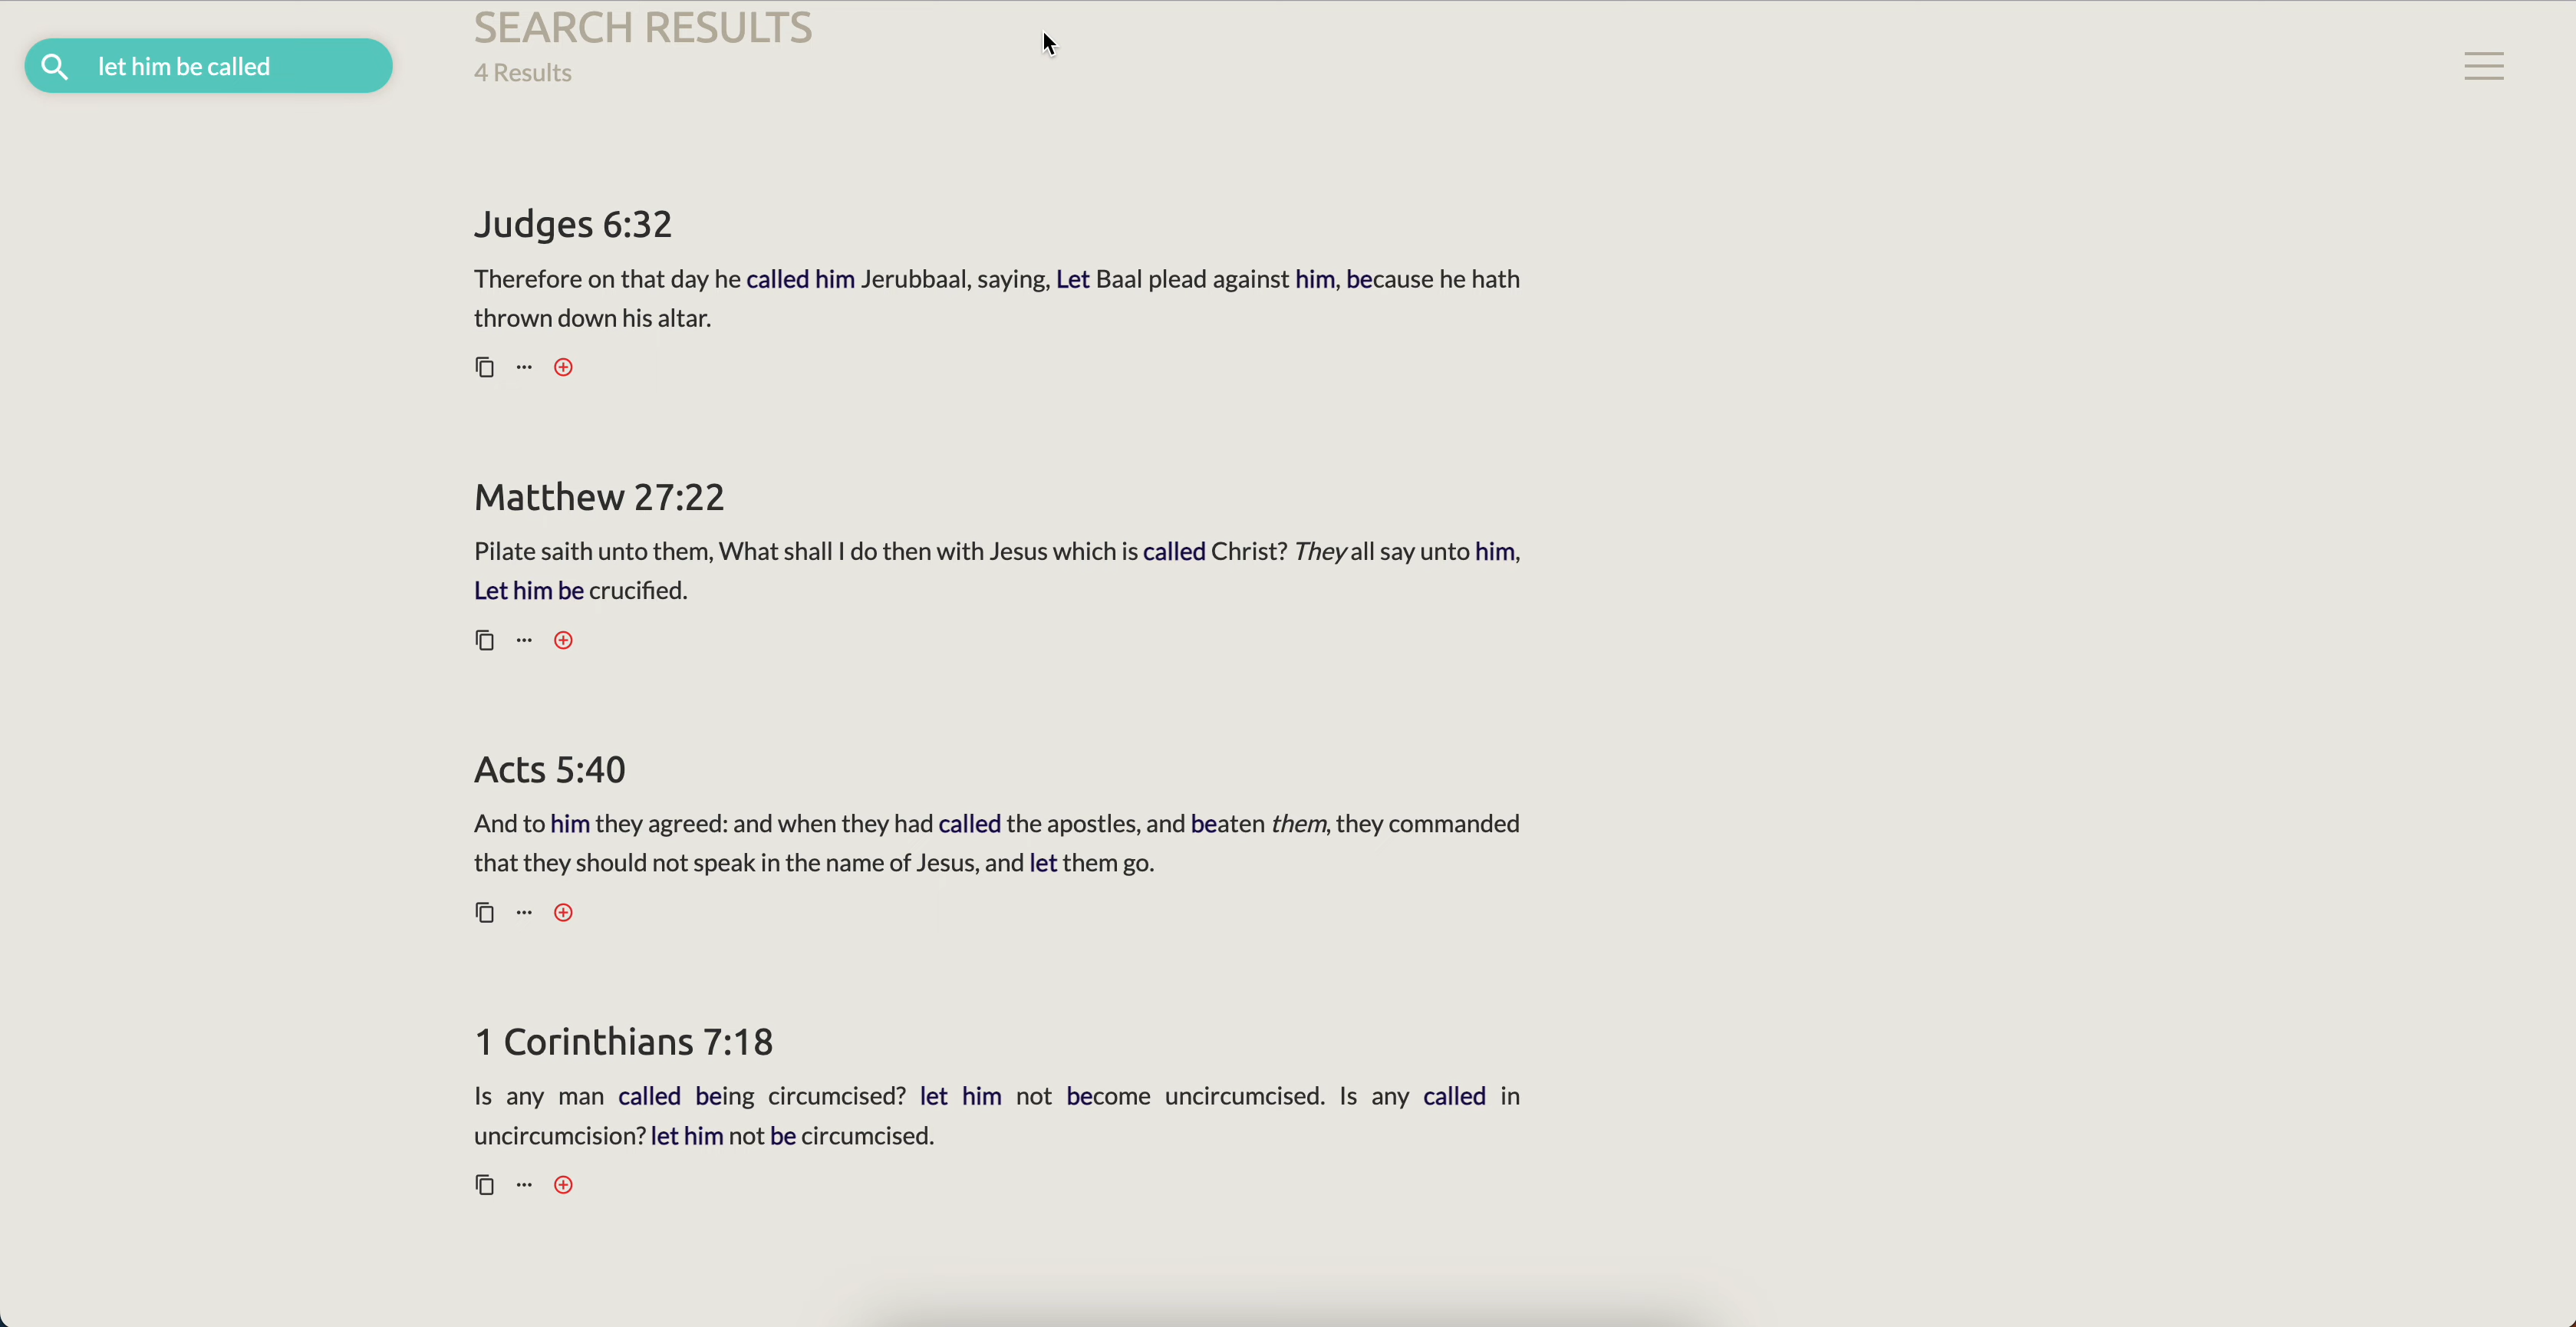 SEARCH RESULTS
let him be called
4 Results
Judges 6:32
Therefore on that day he called him Jerubbaal, saying, Let Baal plead against him, because he hath
thrown down his altar.
Matthew 27:22
Pilate saith unto them, What shall I do then with Jesus which is called Christ? They all say unto him,
Let him be crucified.
Acts 5:40
And to him they agreed: and when they had called the apostles, and beaten them, they commanded
that they should not speak in the name of Jesus, and let them go.
1 Corinthians 7:18
Is any man called being circumcised? let him not become uncircumcised. Is any called in
uncircumcision? let him not be circumcised.